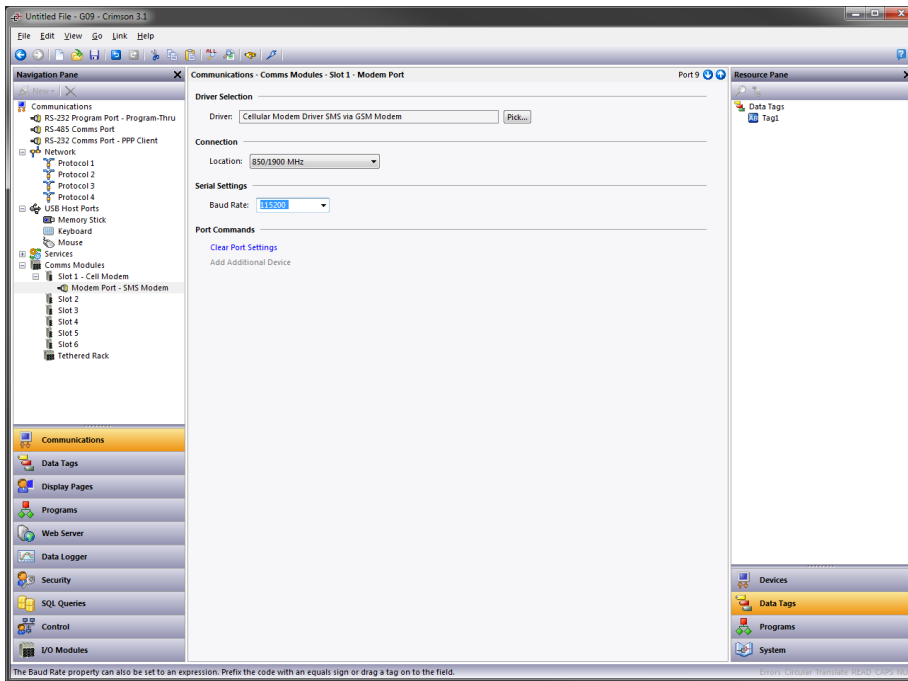 Untitled File - G09 - Crimson 3.1
File Edit View Go Link Help
Navigation Pane
New
Communications
RS-232 Program Port - Program-Thru
RS-485 Comms Port
RS-232 Comms Port - PPP Client
Network
Protocol 1
Protocol 2
Protocol 3
Protocol 4
USB Host Ports
Memory Stick
Keyboard
Mouse
Services
Comms Modules
Slot 1 - Cell Modem
Modem Port - SMS Modem
Slot 2
Slot 3
Slot 4
Slot 5
Slot 6
Tethered Rack
Communications
Data Tags
Display Pages
Programs
Web Server
Data Logger
Security
SQL Queries
Control
I/O Modules
Communications - Comms Modules - Slot 1 - Modem Port
Port 9
Driver Selection
Driver: Cellular Modem Driver SMS via GSM Modem Pick...
Connection
Location: 850/1900 MHz
Serial Settings
Baud Rate: 115200
Port Commands
Clear Port Settings
Add Additional Device
Resource Pane
Data Tags
Tag1
Devices
Data Tags
Programs
System
The Baud Rate property can also be set to an expression. Prefix the code with an equals sign or drag a tag on to the field.
Errors Circular Translate READ CAPS NU